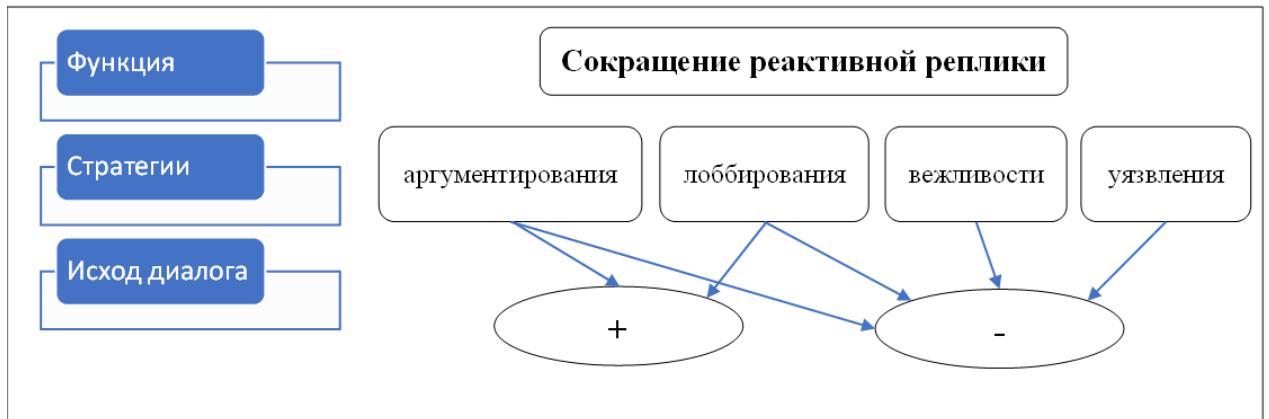 Функция
Сокращение реактивной реплики
Стратегии
аргументирования
лоббирования
вежливости
уязвления
Исход диалога
+
-